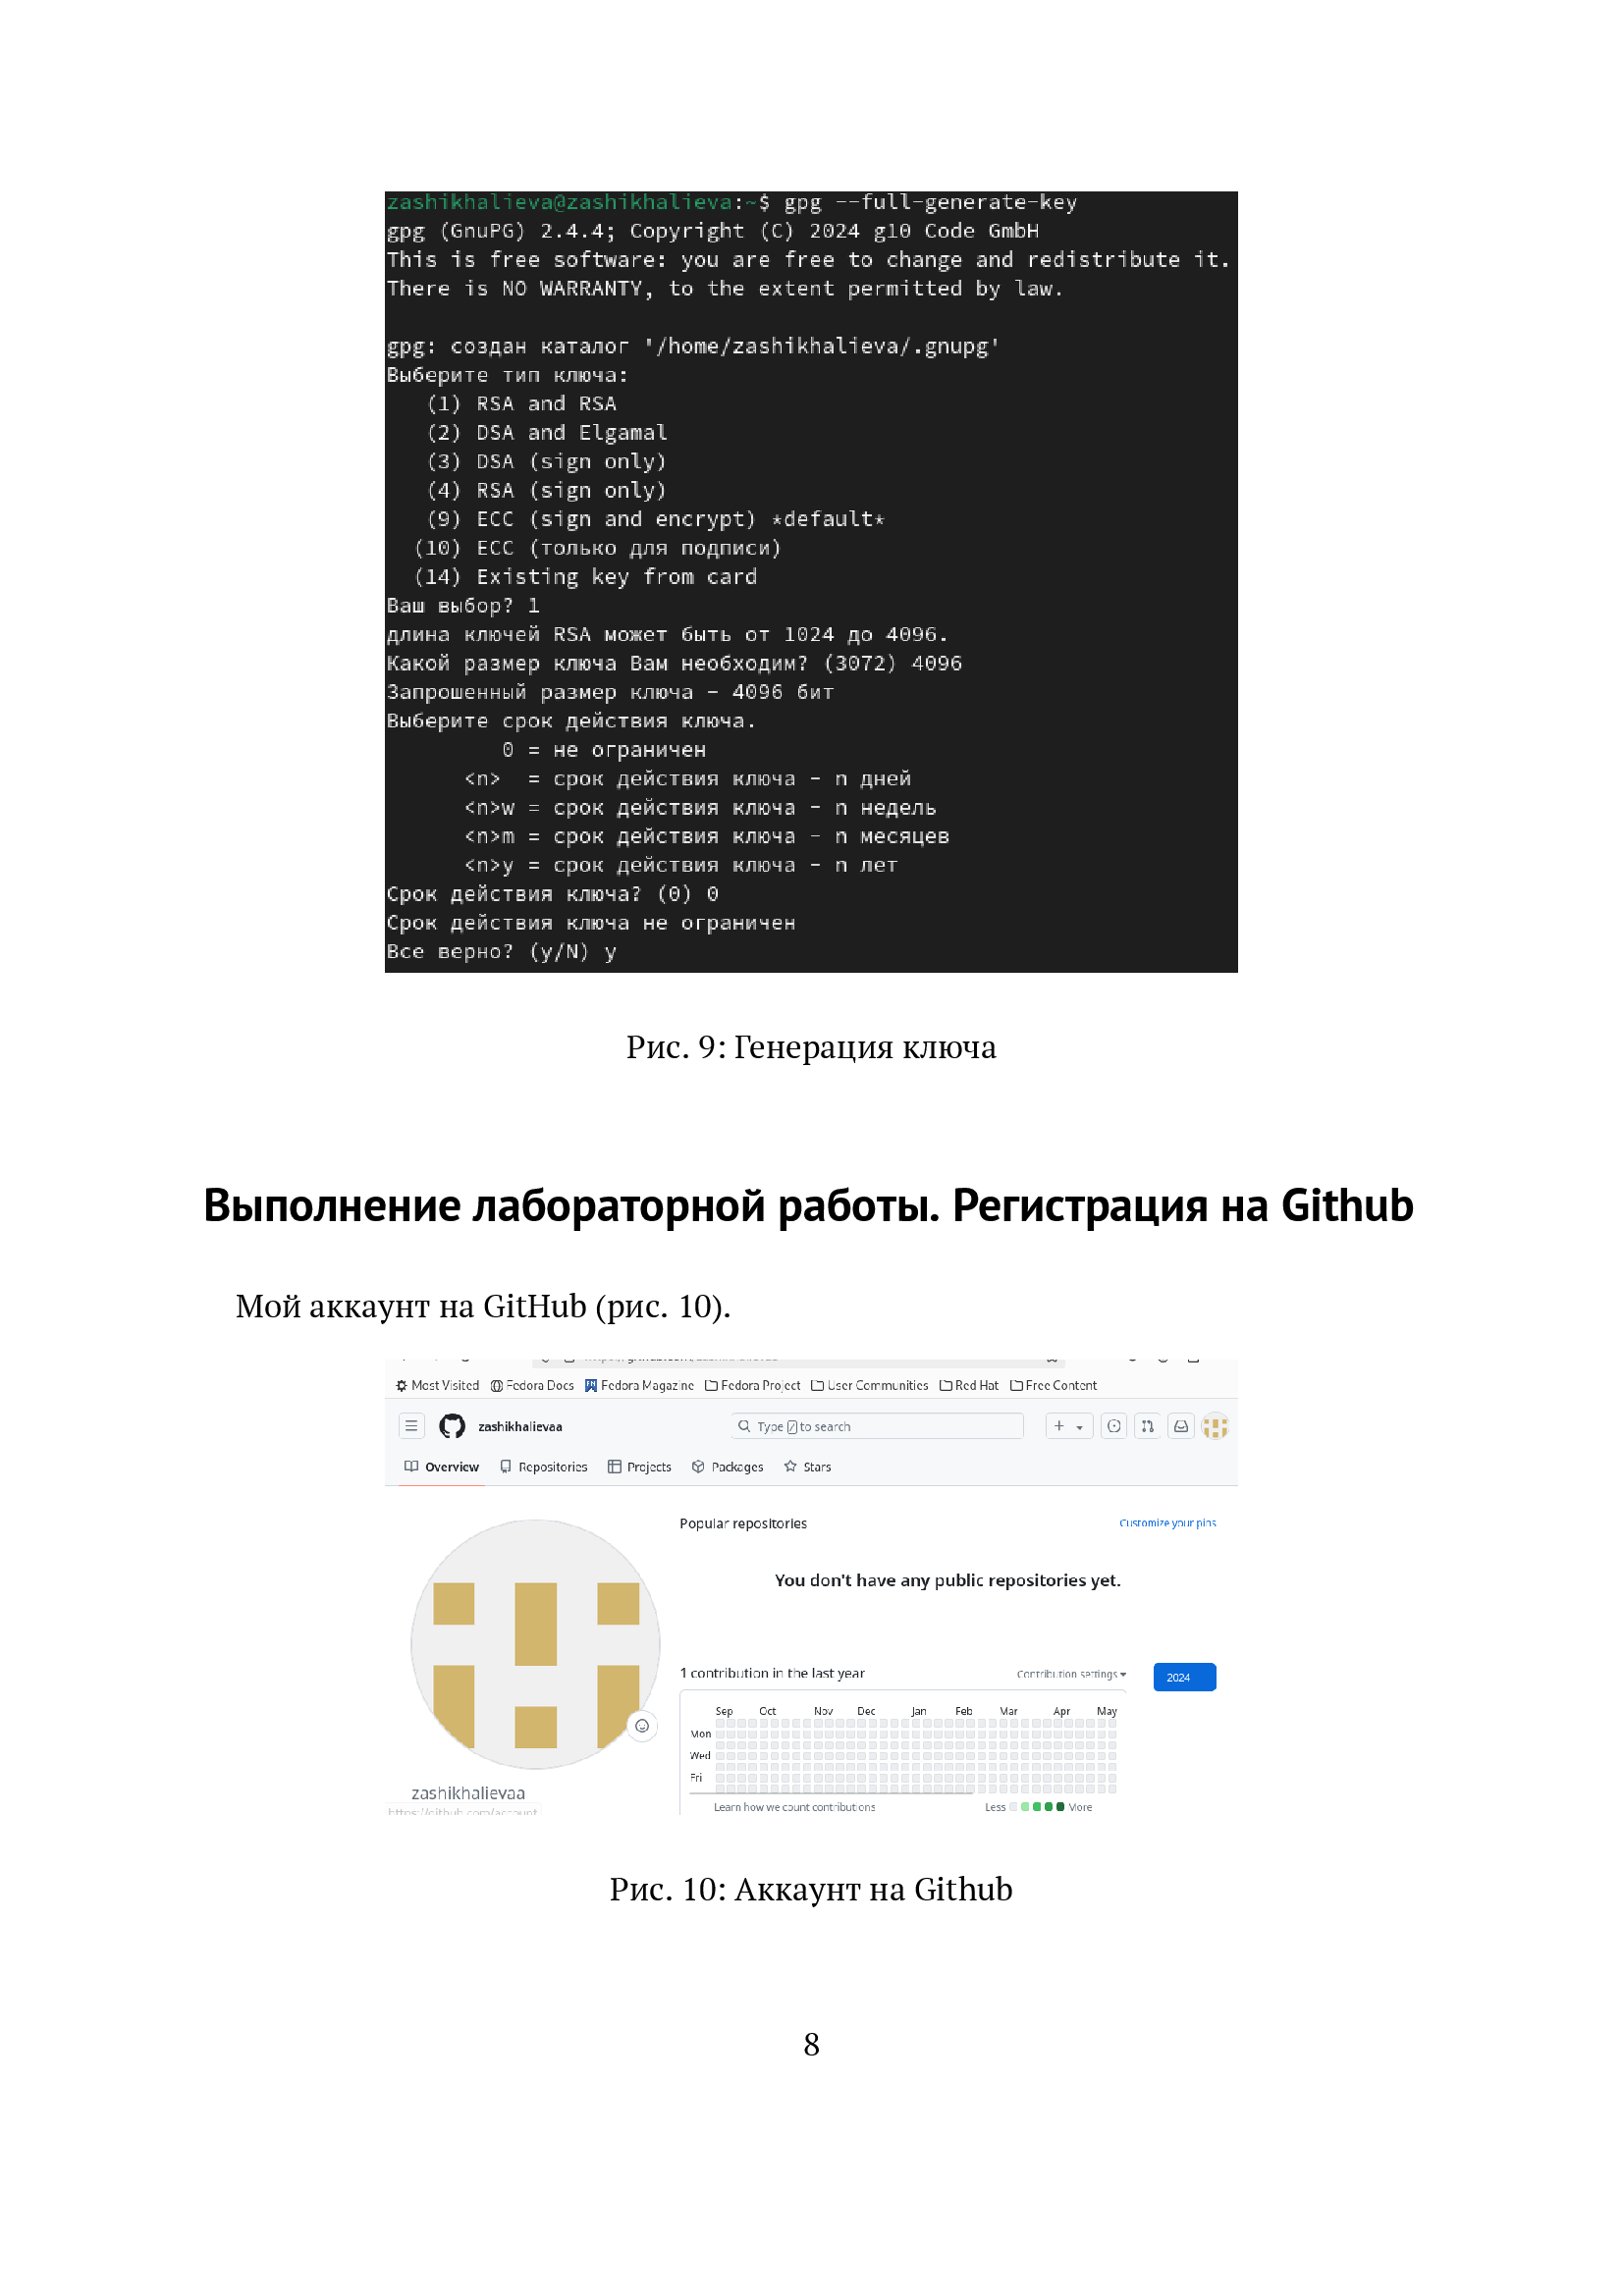 zashikhalieva@zashikhalieva:~$ gpg --full-generate-key
gpg (GnuPG) 2.4.4; Copyright (C) 2024 g10 Code GmbH
This is free software: you are free to change and redistribute it.
There is NO WARRANTY, to the extent permitted by law.
gpg: создан каталог '/home/zashikhalieva/.gnupg'
Выберите тип ключа:
(1) RSA and RSA
(2) DSA and Elgamal
(3) DSA (sign only)
(4) RSA (sign only)
(9) ECC (sign and encrypt) *default*
(10) ECC (только для подписи)
(14) Existing key from card
Ваш выбор? 1
длина ключей RSA может быть от 1024 до 4096.
Какой размер ключа Вам необходим? (3072) 4096
Запрошенный размер ключа - 4096 бит
Выберите срок действия ключа.
0 = не ограничен
<n>  = срок действия ключа - n дней
<n>w = срок действия ключа - n недель
<n>m = срок действия ключа - n месяцев
<n>y = срок действия ключа - n лет
Срок действия ключа? (0) 0
Срок действия ключа не ограничен
Все верно? (y/N) y
Рис. 9: Генерация ключа
Выполнение лабораторной работы. Регистрация на Github
Мой аккаунт на GitHub (рис. 10).
Most Visited Fedora Docs Fedora Magazine Fedora Project User Communities Red Hat Free Content
zashikhalievaa Type / to search
Overview Repositories Projects Packages Stars
Popular repositories Customize your pins
You don't have any public repositories yet.
1 contribution in the last year Contribution settings 2024
Sep Oct Nov Dec Jan Feb Mar Apr May
Mon
Wed
Fri
zashikhalievaa
Learn how we count contributions Less More
https://github.com/account
Рис. 10: Аккаунт на Github
8